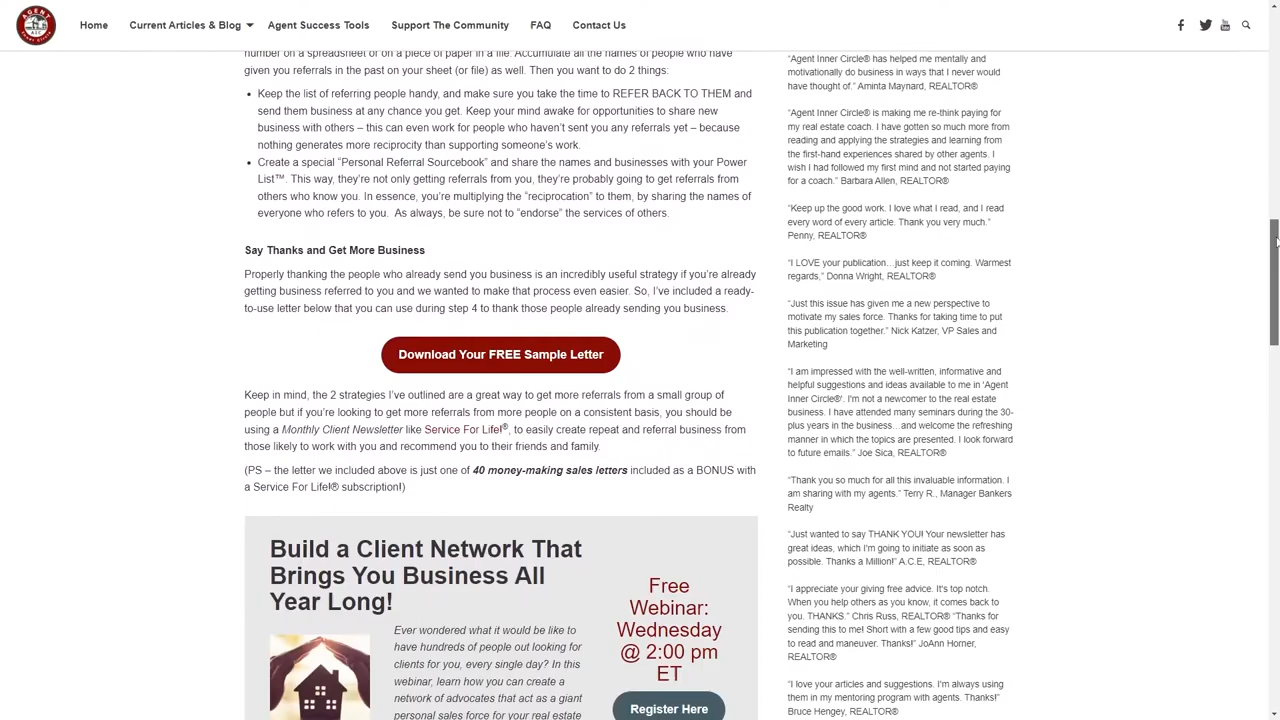 AGENT
AIC
Inner Circle
Home
Current Articles & Blog
Agent Success Tools
Support The Community
FAQ
Contact Us
number on a spreadsheet or on a piece of paper in a file. Accumulate all the names of people who have
given you referrals in the past on your sheet (or file) as well. Then you want to do 2 things:
• Keep the list of referring people handy, and make sure you take the time to REFER BACK TO THEM and
send them business at any chance you get. Keep your mind awake for opportunities to share new
business with others – this can even work for people who haven't sent you any referrals yet – because
nothing generates more reciprocity than supporting someone's work.
• Create a special “Personal Referral Sourcebook” and share the names and businesses with your Power
List™. This way, they're not only getting referrals from you, they're probably going to get referrals from
others who know you. In essence, you're multiplying the “reciprocation” to them, by sharing the names of
everyone who refers to you.  As always, be sure not to “endorse” the services of others.
Say Thanks and Get More Business
Properly thanking the people who already send you business is an incredibly useful strategy if you're already
getting business referred to you and we wanted to make that process even easier. So, I've included a ready-
to-use letter below that you can use during step 4 to thank those people already sending you business.
Download Your FREE Sample Letter
Keep in mind, the 2 strategies I've outlined are a great way to get more referrals from a small group of
people but if you're looking to get more referrals from more people on a consistent basis, you should be
using a Monthly Client Newsletter like Service For Life!®, to easily create repeat and referral business from
those likely to work with you and recommend you to their friends and family.
(PS – the letter we included above is just one of 40 money-making sales letters included as a BONUS with
a Service For Life!® subscription!)
Build a Client Network That
Brings You Business All
Year Long!
Ever wondered what it would be like to
have hundreds of people out looking for
clients for you, every single day? In this
webinar, learn how you can create a
network of advocates that act as a giant
personal sales force for your real estate
Free
Webinar:
Wednesday
@ 2:00 pm
ET
Register Here
“Agent Inner Circle® has helped me mentally and
motivationally do business in ways that I never would
have thought of.” Aminta Maynard, REALTOR®
“Agent Inner Circle® is making me re-think paying for
my real estate coach. I have gotten so much more from
reading and applying the strategies and learning from
the first-hand experiences shared by other agents. I
wish I had followed my first mind and not started paying
for a coach.” Barbara Allen, REALTOR®
“Keep up the good work. I love what I read, and I read
every word of every article. Thank you very much.”
Penny, REALTOR®
“I LOVE your publication…just keep it coming. Warmest
regards,” Donna Wright, REALTOR®
“Just this issue has given me a new perspective to
motivate my sales force. Thanks for taking time to put
this publication together.” Nick Katzer, VP Sales and
Marketing
“I am impressed with the well-written, informative and
helpful suggestions and ideas available to me in 'Agent
Inner Circle®'. I'm not a newcomer to the real estate
business. I have attended many seminars during the 30-
plus years in the business…and welcome the refreshing
manner in which the topics are presented. I look forward
to future emails.” Joe Sica, REALTOR®
“Thank you so much for all this invaluable information. I
am sharing with my agents.” Terry R., Manager Bankers
Realty
“Just wanted to say THANK YOU! Your newsletter has
great ideas, which I'm going to initiate as soon as
possible. Thanks a Million!” A.C.E, REALTOR®
“I appreciate your giving free advice. It's top notch.
When you help others as you know, it comes back to
you. THANKS.” Chris Russ, REALTOR® “Thanks for
sending this to me! Short with a few good tips and easy
to read and maneuver. Thanks!” JoAnn Horner,
REALTOR®
“I love your articles and suggestions. I'm always using
them in my mentoring program with agents. Thanks!”
Bruce Hengey, REALTOR®